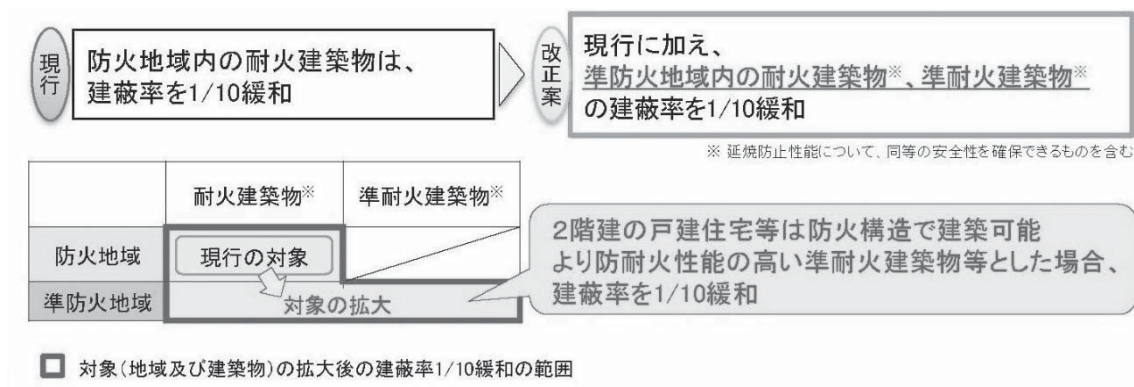 現行
防火地域内の耐火建築物は、
建蔽率を1/10緩和
改正案
現行に加え、
準防火地域内の耐火建築物※、準耐火建築物※
の建蔽率を1/10緩和
※ 延焼防止性能について、同等の安全性を確保できるものを含む
耐火建築物※ 準耐火建築物※
防火地域 現行の対象
準防火地域 対象の拡大
2階建の戸建住宅等は防火構造で建築可能
より防耐火性能の高い準耐火建築物等とした場合、
建蔽率を1/10緩和
対象(地域及び建築物)の拡大後の建蔽率1/10緩和の範囲